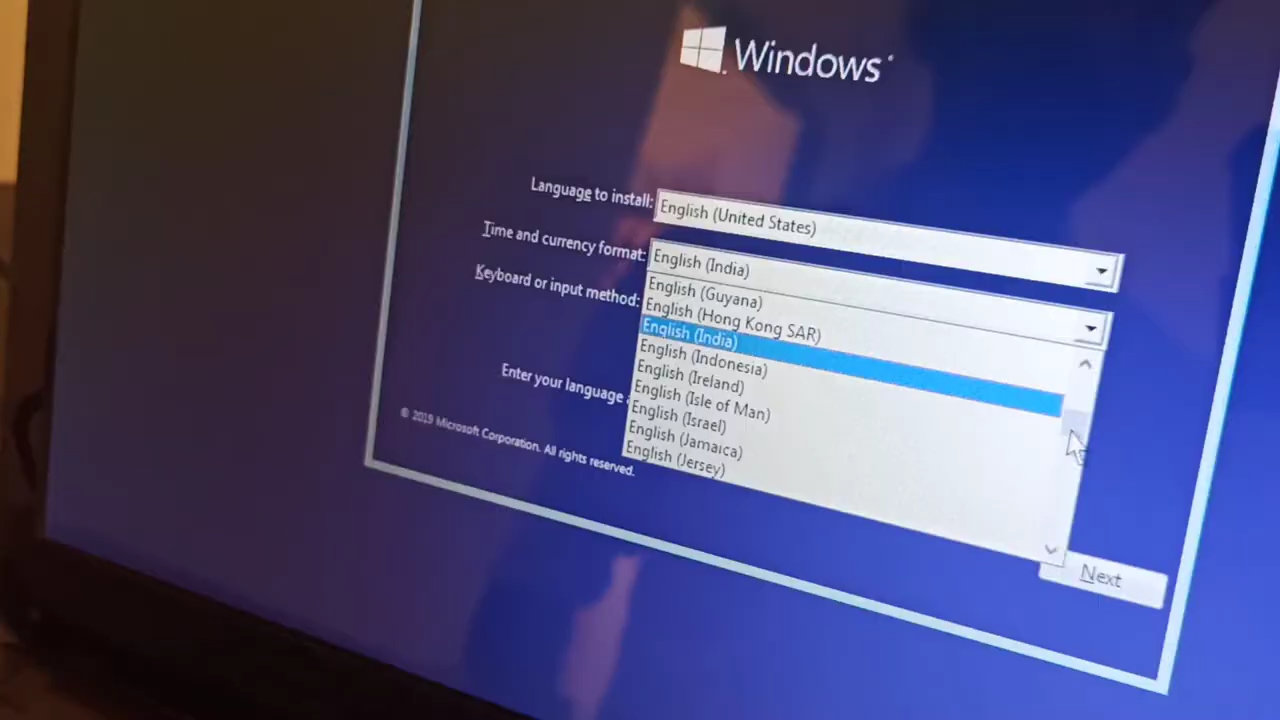 Windows
Language to install: English (United States)
Time and currency format: English (India)
Keyboard or input method:
English (Guyana)
English (Hong Kong SAR)
English (India)
English (Indonesia)
English (Ireland)
English (Isle of Man)
English (Israel)
English (Jamaica)
English (Jersey)
Enter your language
© 2019 Microsoft Corporation. All rights reserved.
Next